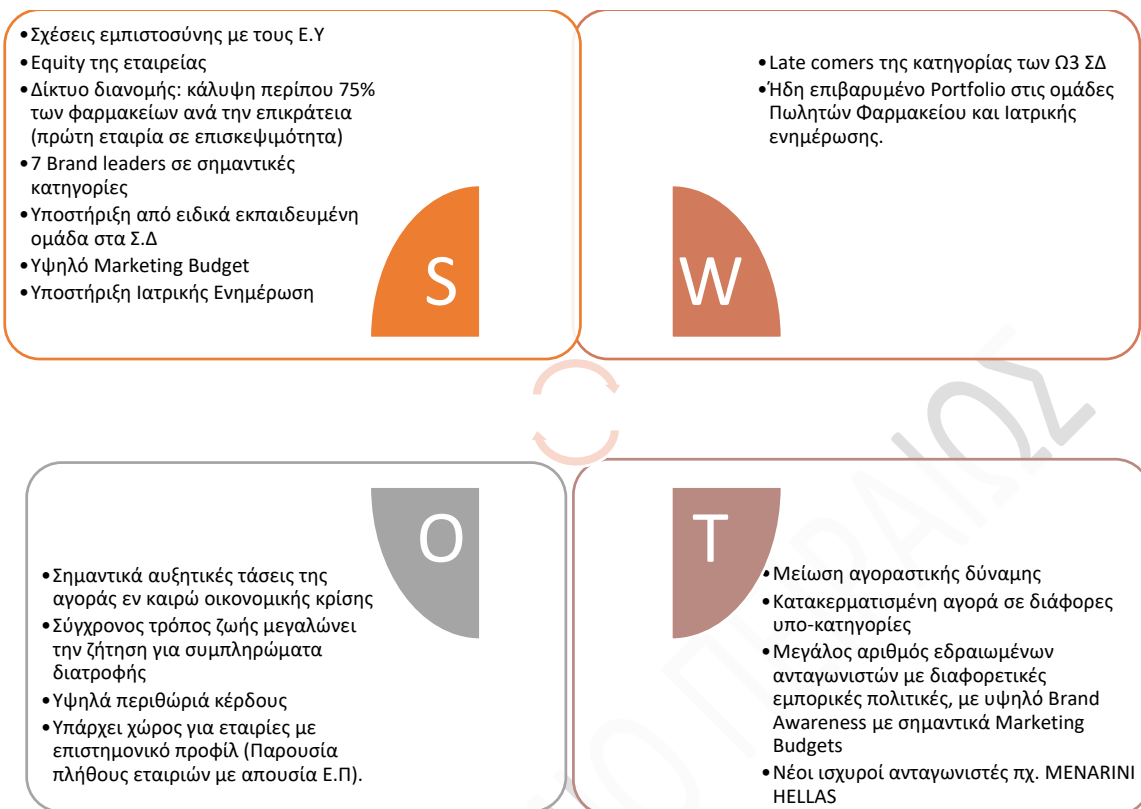 •Σχέσεις εμπιστοσύνης με τους Ε.Υ
•Equity της εταιρείας
•Δίκτυο διανομής: κάλυψη περίπου 75%
των φαρμακείων ανά την επικράτεια
(πρώτη εταιρία σε επισκεψιμότητα)
•7 Brand leaders σε σημαντικές
κατηγορίες
•Υποστήριξη από ειδικά εκπαιδευμένη
ομάδα στα Σ.Δ
•Υψηλό Marketing Budget
•Υποστήριξη Ιατρικής Ενημέρωση
S
•Late comers της κατηγορίας των Ω3 ΣΔ
•Ήδη επιβαρυμένο Portfolio στις ομάδες
Πωλητών Φαρμακείου και Ιατρικής
ενημέρωσης.
W
O
•Σημαντικά αυξητικές τάσεις της
αγοράς εν καιρώ οικονομικής κρίσης
•Σύγχρονος τρόπος ζωής μεγαλώνει
την ζήτηση για συμπληρώματα
διατροφής
•Υψηλά περιθώριά κέρδους
•Υπάρχει χώρος για εταιρίες με
επιστημονικό προφίλ (Παρουσία
πλήθους εταιριών με απουσία Ε.Π).
T
•Μείωση αγοραστικής δύναμης
•Κατακερματισμένη αγορά σε διάφορες
υπο-κατηγορίες
•Μεγάλος αριθμός εδραιωμένων
ανταγωνιστών με διαφορετικές
εμπορικές πολιτικές, με υψηλό Brand
Awareness με σημαντικά Marketing
Budgets
•Νέοι ισχυροί ανταγωνιστές πχ. MENARINI
HELLAS